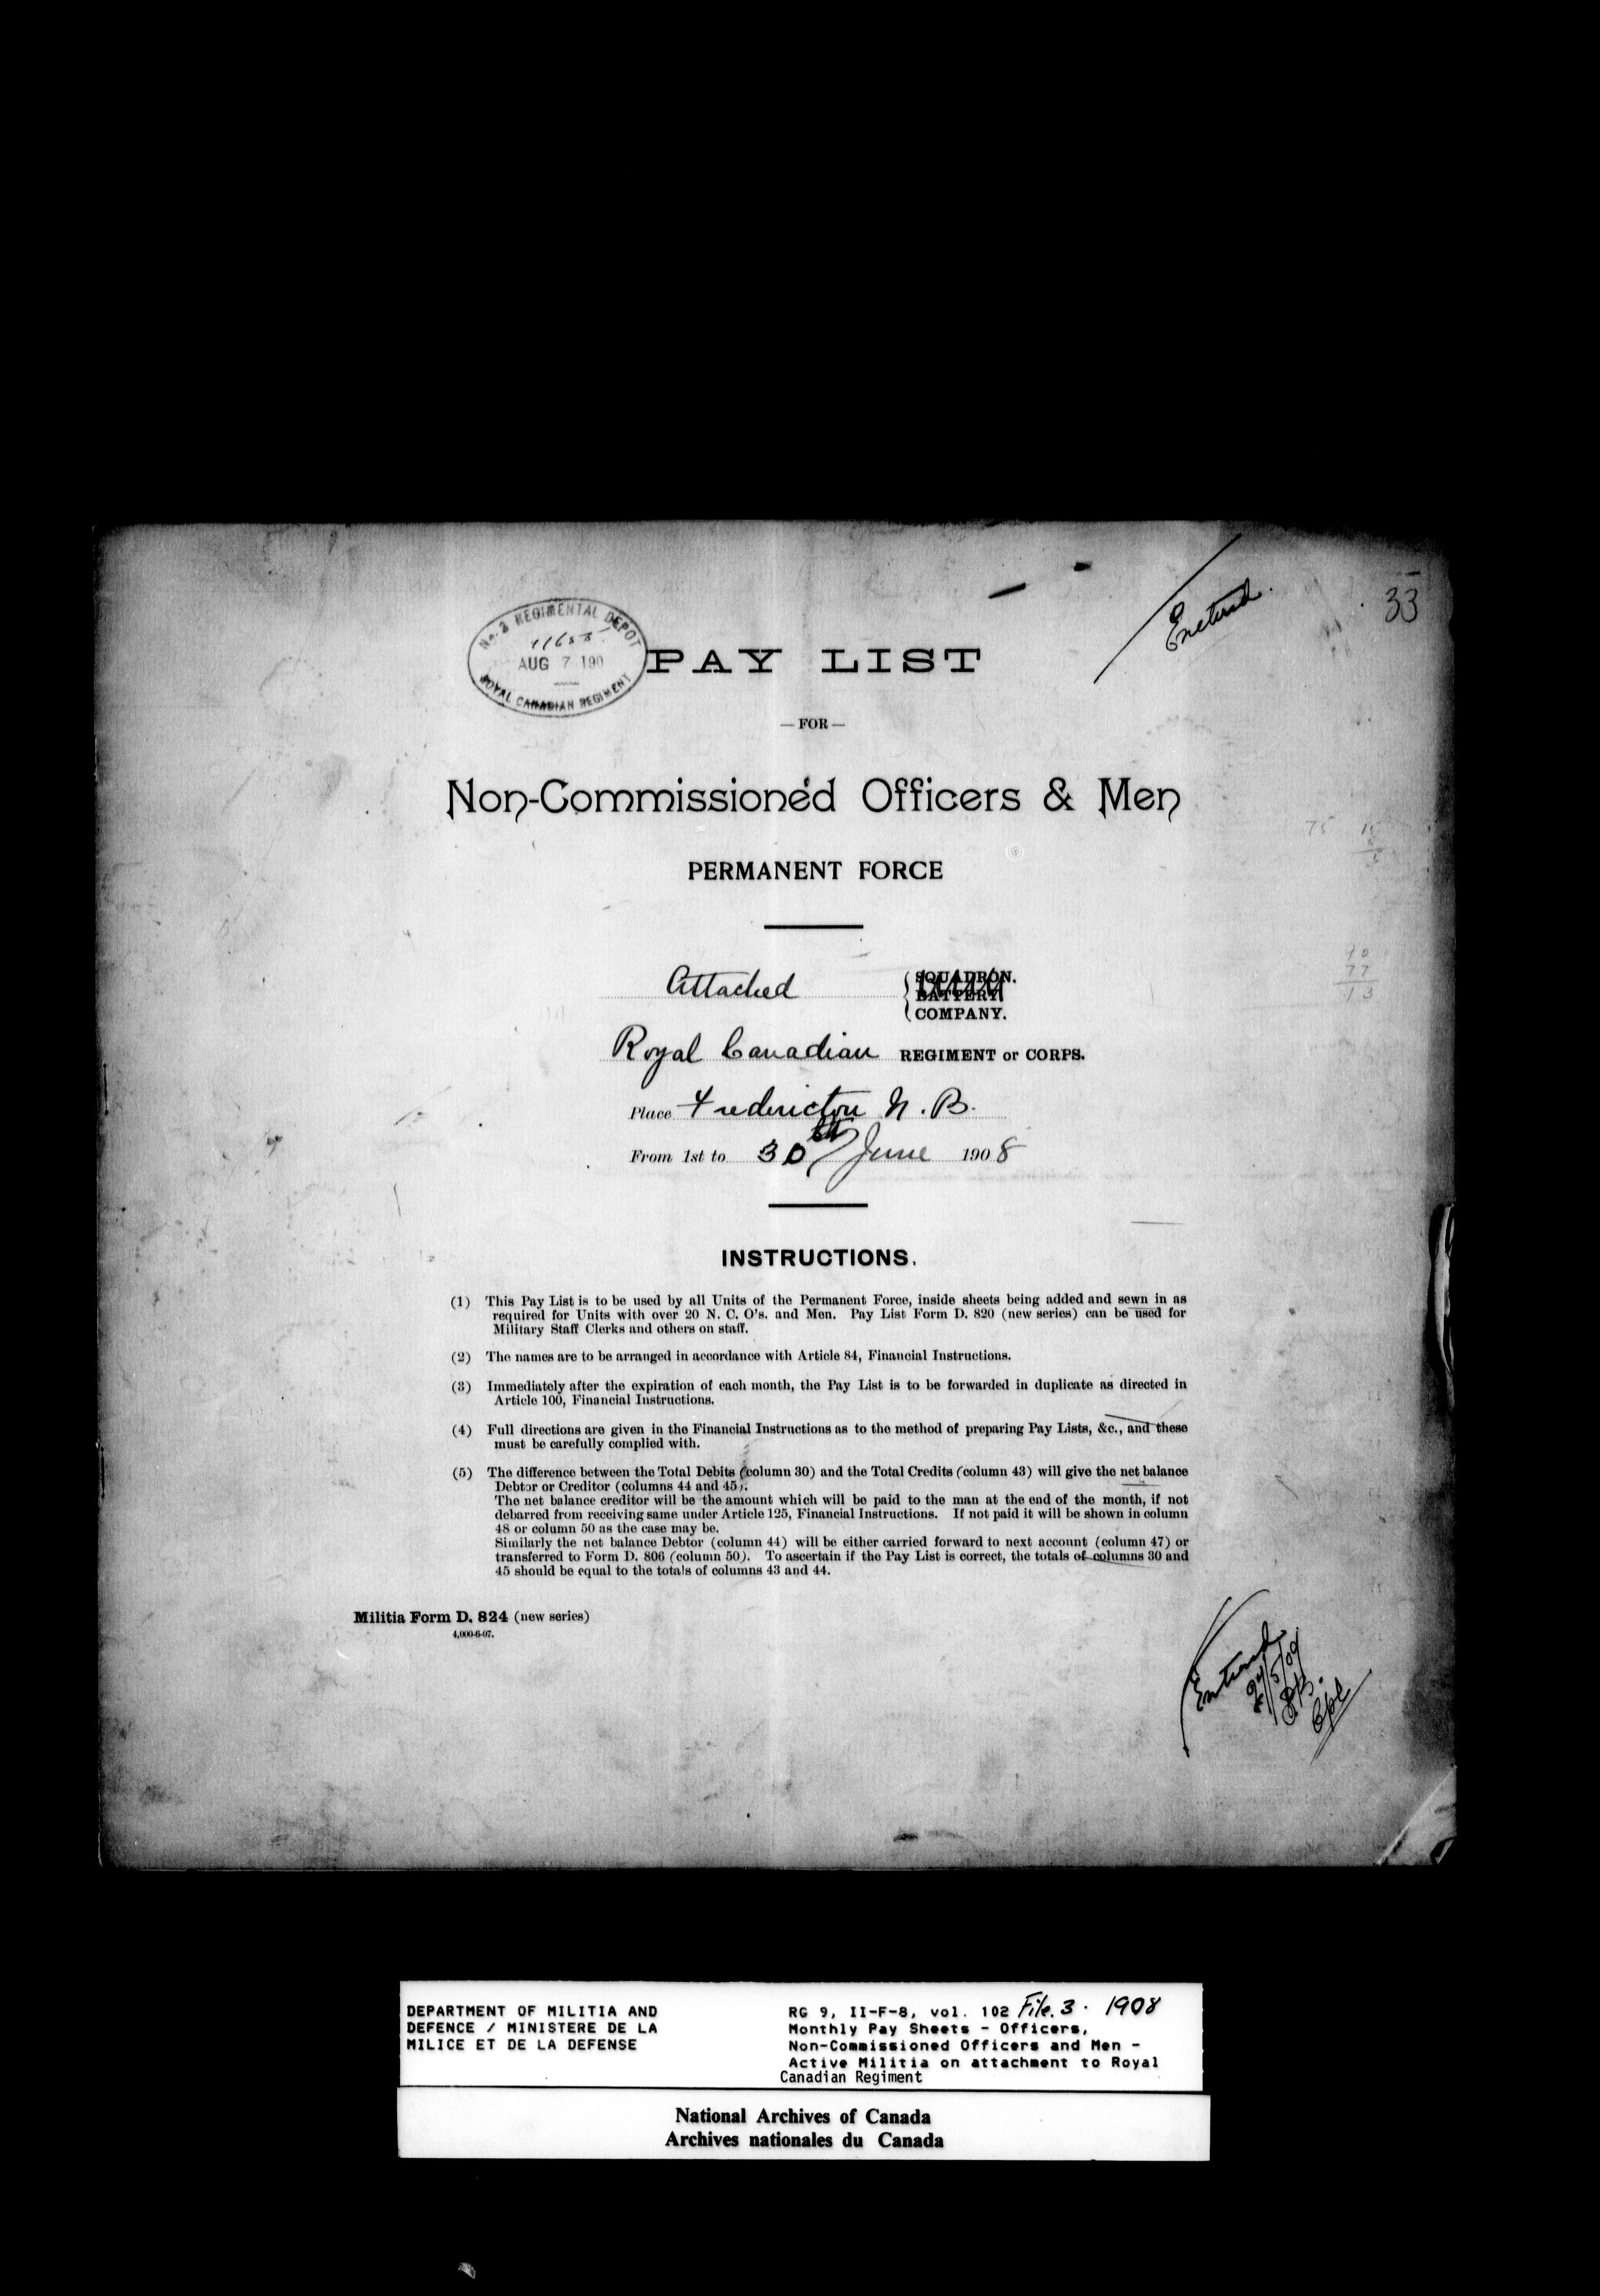 33
Entered.
No. 3 REGIMENTAL DEPOT
AUG 7 190
ROYAL CANADIAN REGIMENT
PAY LIST
— FOR —
Non-Commissioned Officers & Men
PERMANENT FORCE
75
90
77
13
SQUADRON.
Attached BATTERY.
COMPANY.
Royal Canadian REGIMENT or CORPS.
Place Fredericton N. B.
From 1st to 30th June 1908
INSTRUCTIONS.
(1) This Pay List is to be used by all Units of the Permanent Force, inside sheets being added and sewn in as
required for Units with over 20 N. C. O's. and Men. Pay List Form D. 820 (new series) can be used for
Military Staff Clerks and others on staff.
(2) The names are to be arranged in accordance with Article 84, Financial Instructions.
(3) Immediately after the expiration of each month, the Pay List is to be forwarded in duplicate as directed in
Article 100, Financial Instructions.
(4) Full directions are given in the Financial Instructions as to the method of preparing Pay Lists, &c., and these
must be carefully complied with.
(5) The difference between the Total Debits (column 30) and the Total Credits (column 43) will give the net balance
Debtor or Creditor (columns 44 and 45).
The net balance creditor will be the amount which will be paid to the man at the end of the month, if not
debarred from receiving same under Article 125, Financial Instructions. If not paid it will be shown in column
48 or column 50 as the case may be.
Similarly the net balance Debtor (column 44) will be either carried forward to next account (column 47) or
transferred to Form D. 806 (column 50). To ascertain if the Pay List is correct, the totals of columns 30 and
45 should be equal to the totals of columns 43 and 44.
Militia Form D. 824 (new series)
4,000-6-07.
Entered
Cpl
DEPARTMENT OF MILITIA AND
DEFENCE / MINISTERE DE LA
MILICE ET DE LA DEFENSE
RG 9, II-F-8, vol. 102 File. 3. 1908
Monthly Pay Sheets - Officers,
Non-Commissioned Officers and Men -
Active Militia on attachment to Royal
Canadian Regiment
National Archives of Canada
Archives nationales du Canada